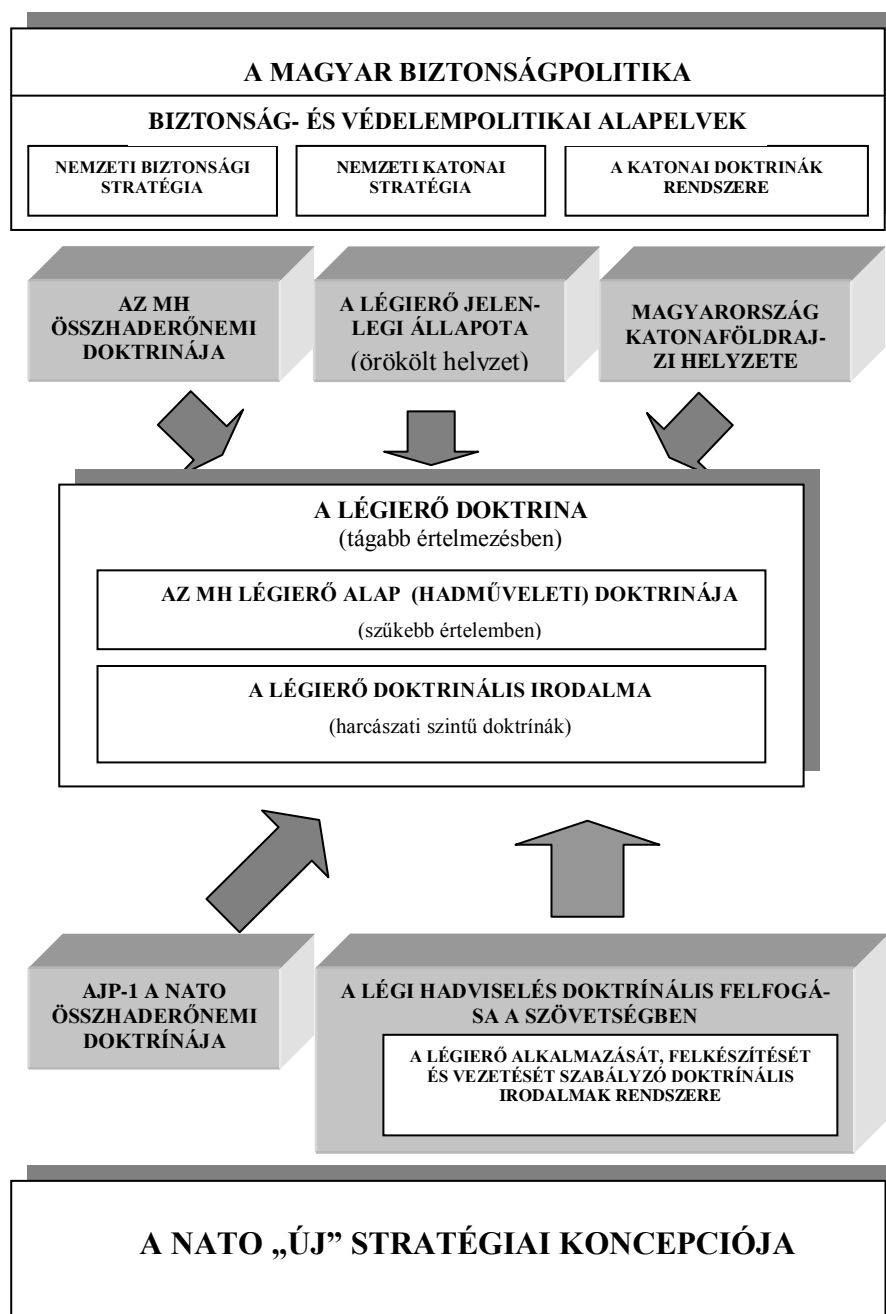 A MAGYAR BIZTONSÁGPOLITIKA
BIZTONSÁG- ÉS VÉDELEMPOLITIKAI ALAPELVEK
NEMZETI BIZTONSÁGI
STRATÉGIA
NEMZETI KATONAI
STRATÉGIA
A KATONAI DOKTRINÁK
RENDSZERE
AZ MH
ÖSSZHADERŐNEMI
DOKTRINÁJA
A LÉGIERŐ JELEN-
LEGI ÁLLAPOTA
(örökölt helyzet)
MAGYARORSZÁG
KATONAFÖLDRAJ-
ZI HELYZETE
A LÉGIERŐ DOKTRINA
(tágabb értelmezésben)
AZ MH LÉGIERŐ ALAP (HADMŰVELETI) DOKTRINÁJA
(szűkebb értelemben)
A LÉGIERŐ DOKTRINÁLIS IRODALMA
(harcászati szintű doktrínák)
AJP-1 A NATO
ÖSSZHADERŐNEMI
DOKTRÍNÁJA
A LÉGI HADVISELÉS DOKTRÍNÁLIS FELFOGÁ-
SA A SZÖVETSÉGBEN
A LÉGIERŐ ALKALMAZÁSÁT, FELKÉSZÍTÉSÉT
ÉS VEZETÉSÉT SZABÁLYZÓ DOKTRÍNÁLIS
IRODALMAK RENDSZERE
A NATO „ÚJ” STRATÉGIAI KONCEPCIÓJA